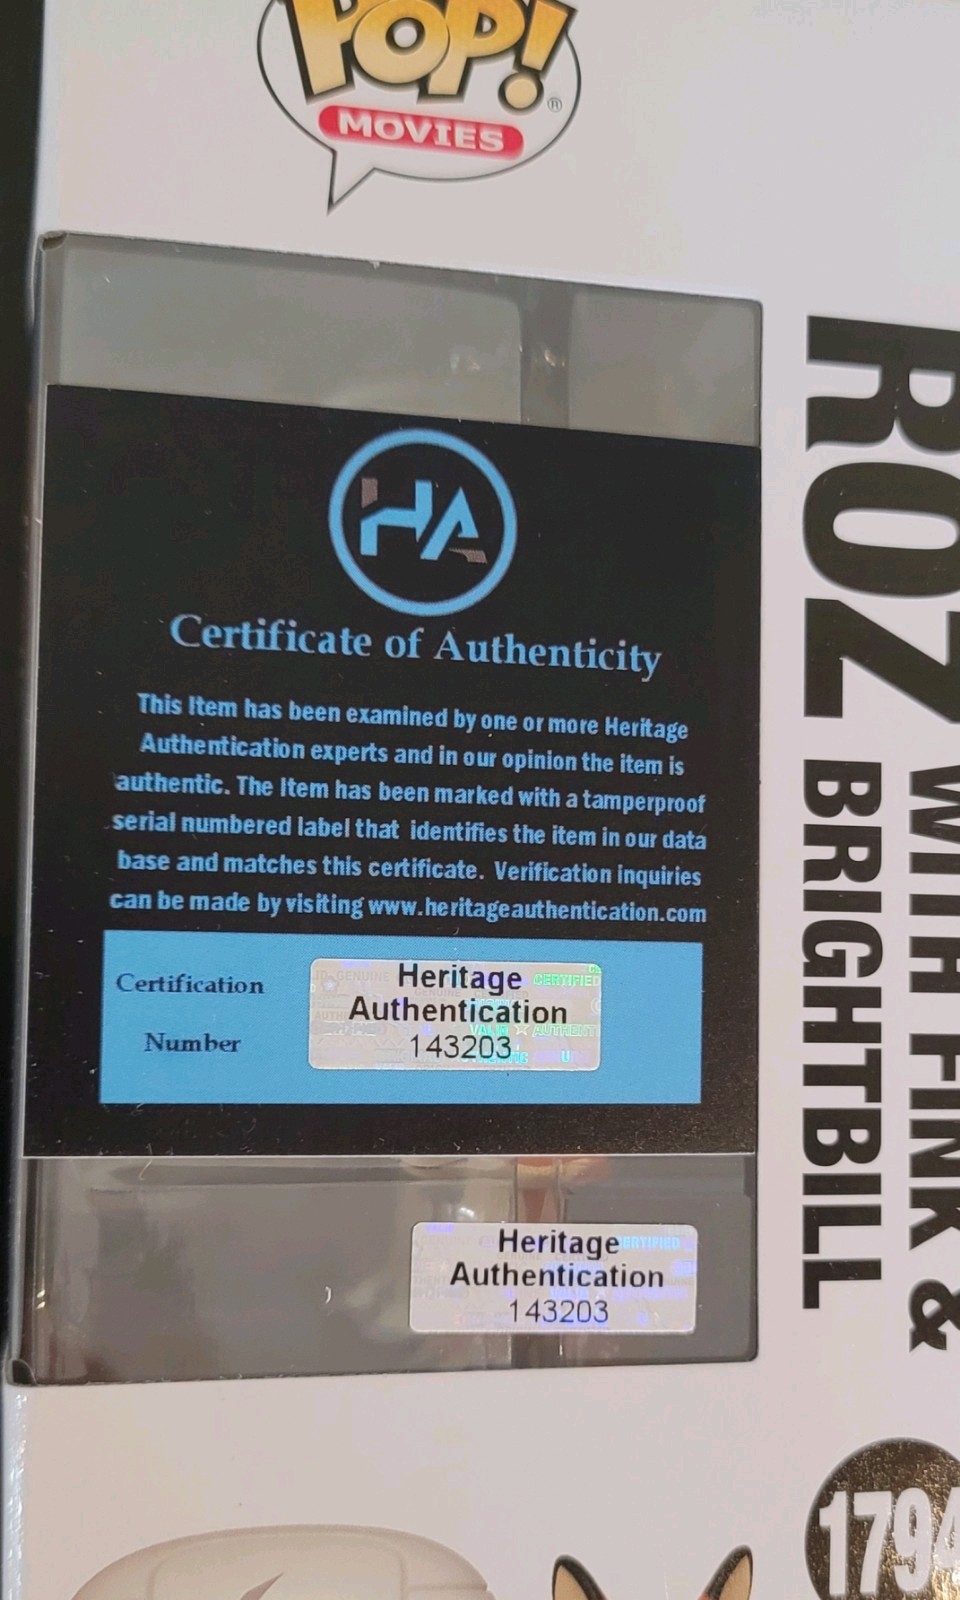 POP!
®
MOVIES
HA
Certificate of Authenticity
This Item has been examined by one or more Heritage
Authentication experts and in our opinion the item is
authentic. The Item has been marked with a tamperproof
serial numbered label that identifies the item in our data
base and matches this certificate. Verification inquiries
can be made by visiting www.heritageauthentication.com
Certification
Number
Heritage
Authentication
143203
Heritage
Authentication
143203
ROZ WITH FINK &
BRIGHTBILL
1794